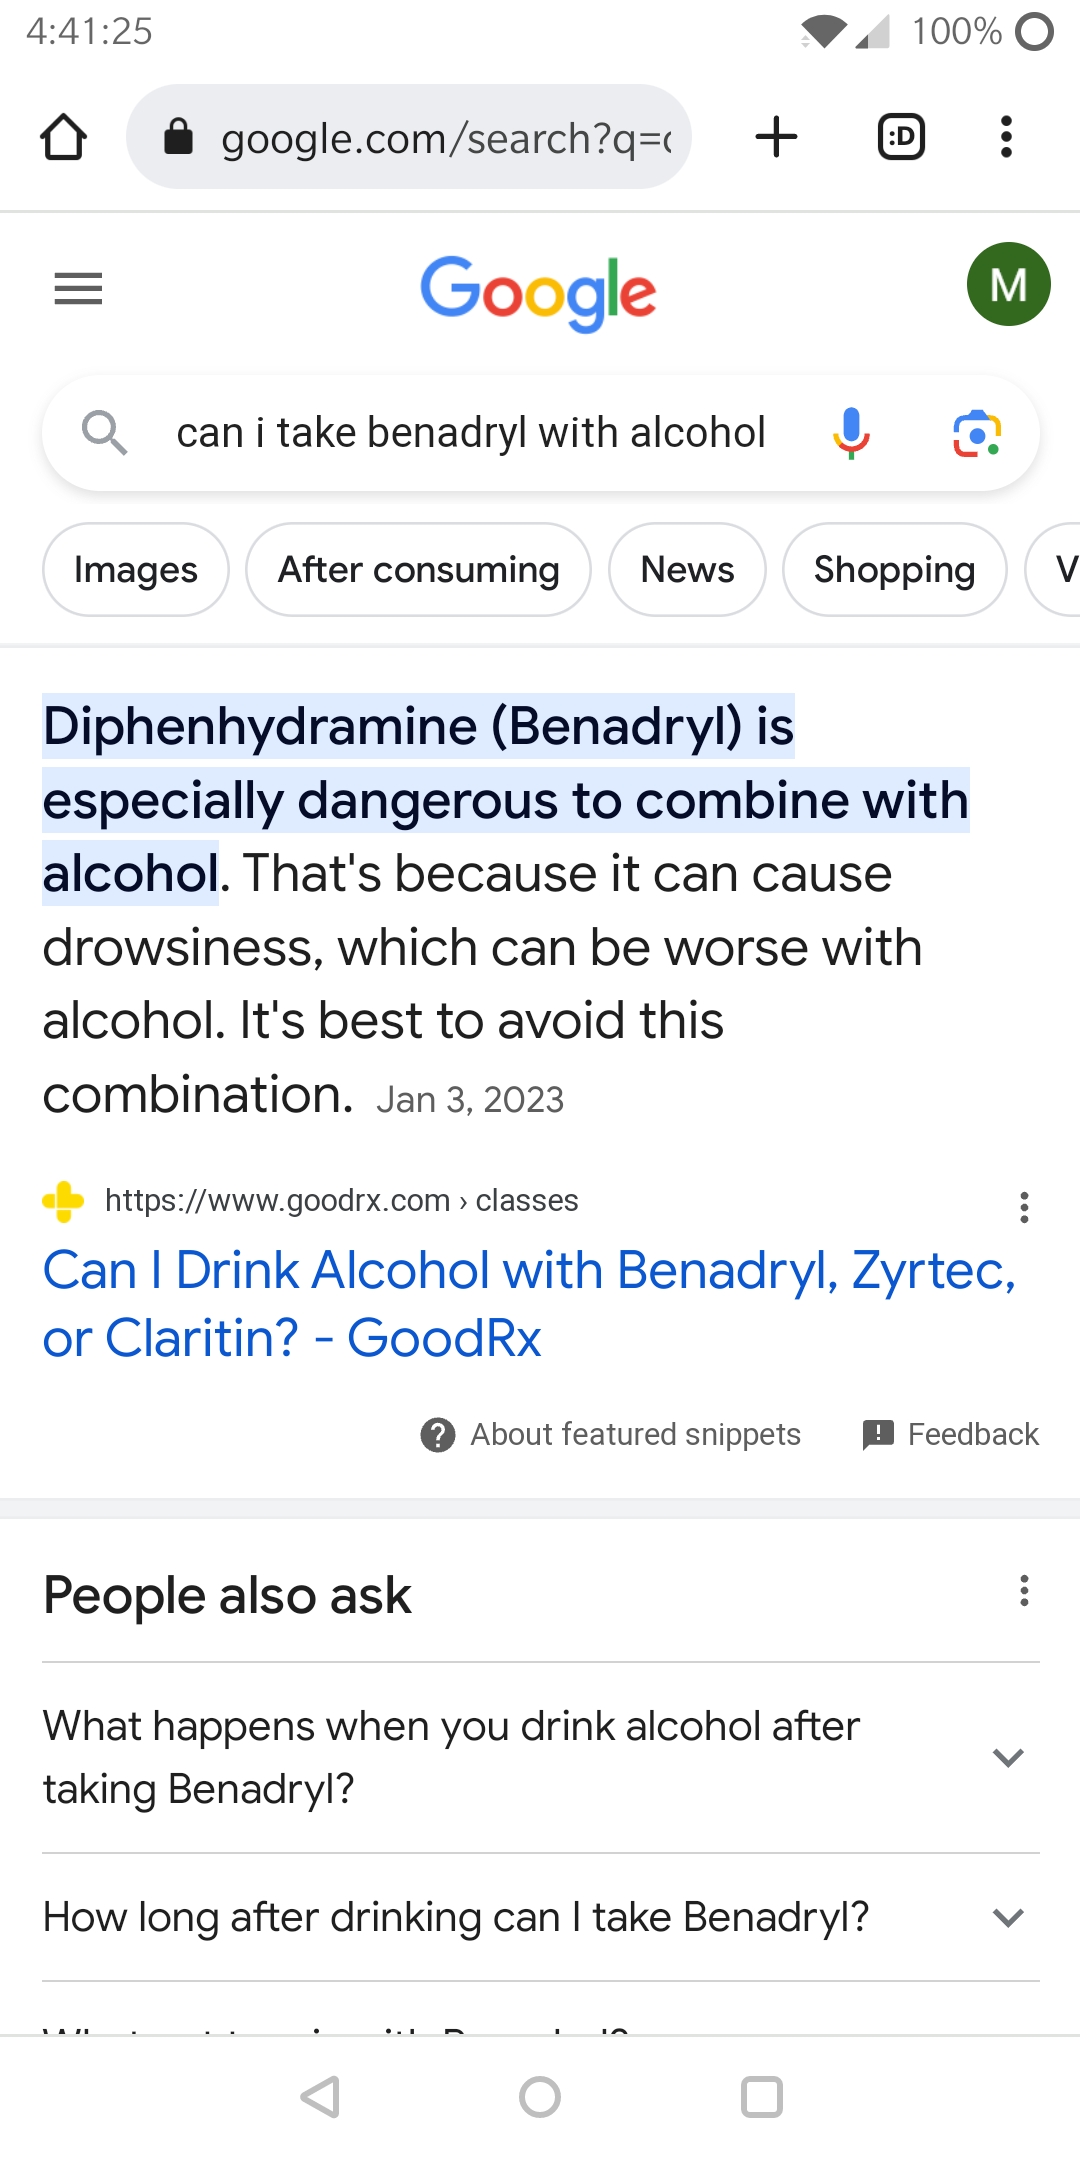 4:41:25
100%
google.com/search?q=
:D
Google
M
can i take benadryl with alcohol
Images
After consuming
News
Shopping
V
Diphenhydramine (Benadryl) is
especially dangerous to combine with
alcohol. That's because it can cause
drowsiness, which can be worse with
alcohol. It's best to avoid this
combination. Jan 3, 2023
https://www.goodrx.com › classes
Can I Drink Alcohol with Benadryl, Zyrtec,
or Claritin? - GoodRx
About featured snippets
Feedback
People also ask
What happens when you drink alcohol after
taking Benadryl?
How long after drinking can I take Benadryl?